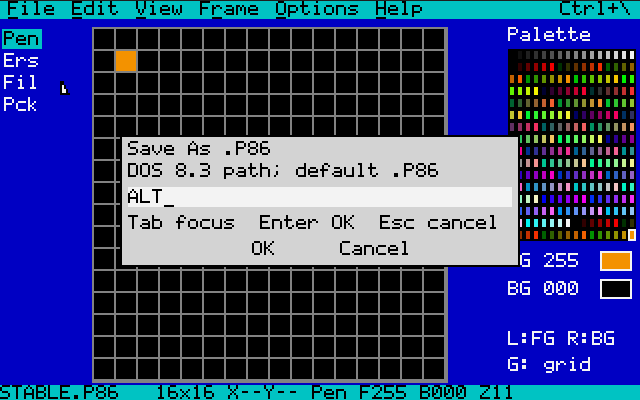 File Edit View Frame Options Help Ctrl+\
Pen
Ers
Fil
Pck
Palette
Save As .P86
DOS 8.3 path; default .P86
ALT_
Tab focus Enter OK Esc cancel
OK Cancel
G 255
BG 000
L:FG R:BG
G: grid
STABLE.P86 16x16 X--Y-- Pen F255 B000 Z11